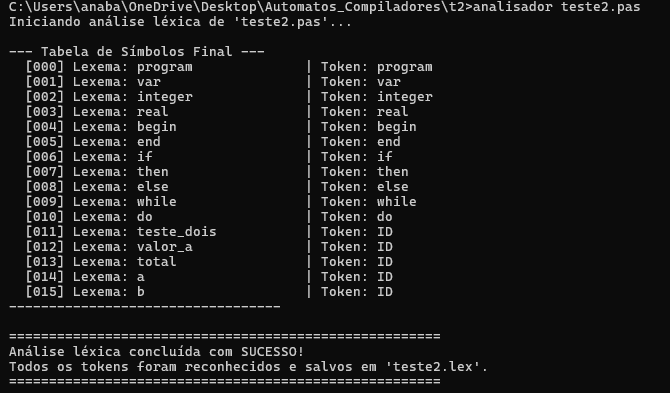 C:\Users\anaba\OneDrive\Desktop\Automatos_Compiladores\t2>analisador teste2.pas
Iniciando análise léxica de 'teste2.pas'...
--- Tabela de Símbolos Final ---
[000] Lexema: program | Token: program
[001] Lexema: var | Token: var
[002] Lexema: integer | Token: integer
[003] Lexema: real | Token: real
[004] Lexema: begin | Token: begin
[005] Lexema: end | Token: end
[006] Lexema: if | Token: if
[007] Lexema: then | Token: then
[008] Lexema: else | Token: else
[009] Lexema: while | Token: while
[010] Lexema: do | Token: do
[011] Lexema: teste_dois | Token: ID
[012] Lexema: valor_a | Token: ID
[013] Lexema: total | Token: ID
[014] Lexema: a | Token: ID
[015] Lexema: b | Token: ID
----------------------------------
======================================================
Análise léxica concluída com SUCESSO!
Todos os tokens foram reconhecidos e salvos em 'teste2.lex'.
======================================================